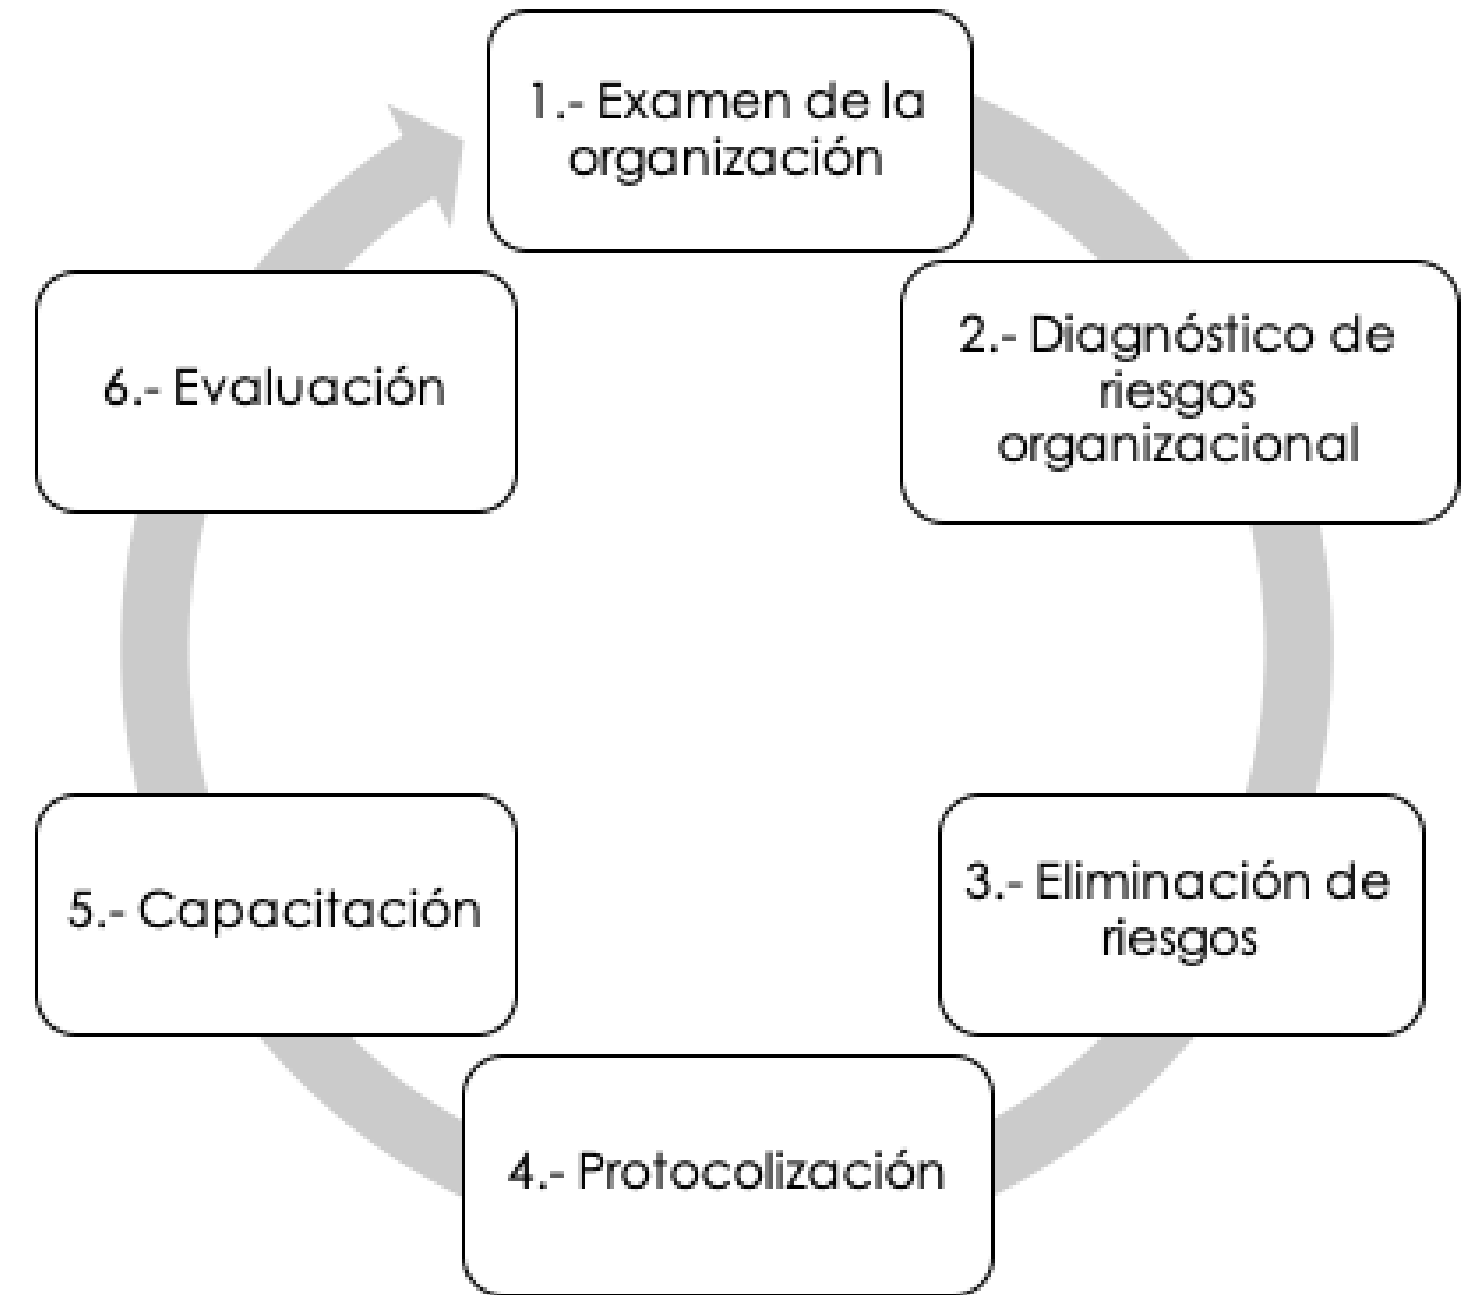 1.- Examen de la
organización
2.- Diagnóstico de
riesgos
organizacional
3.- Eliminación de
riesgos
4.- Protocolización
5.- Capacitación
6.- Evaluación